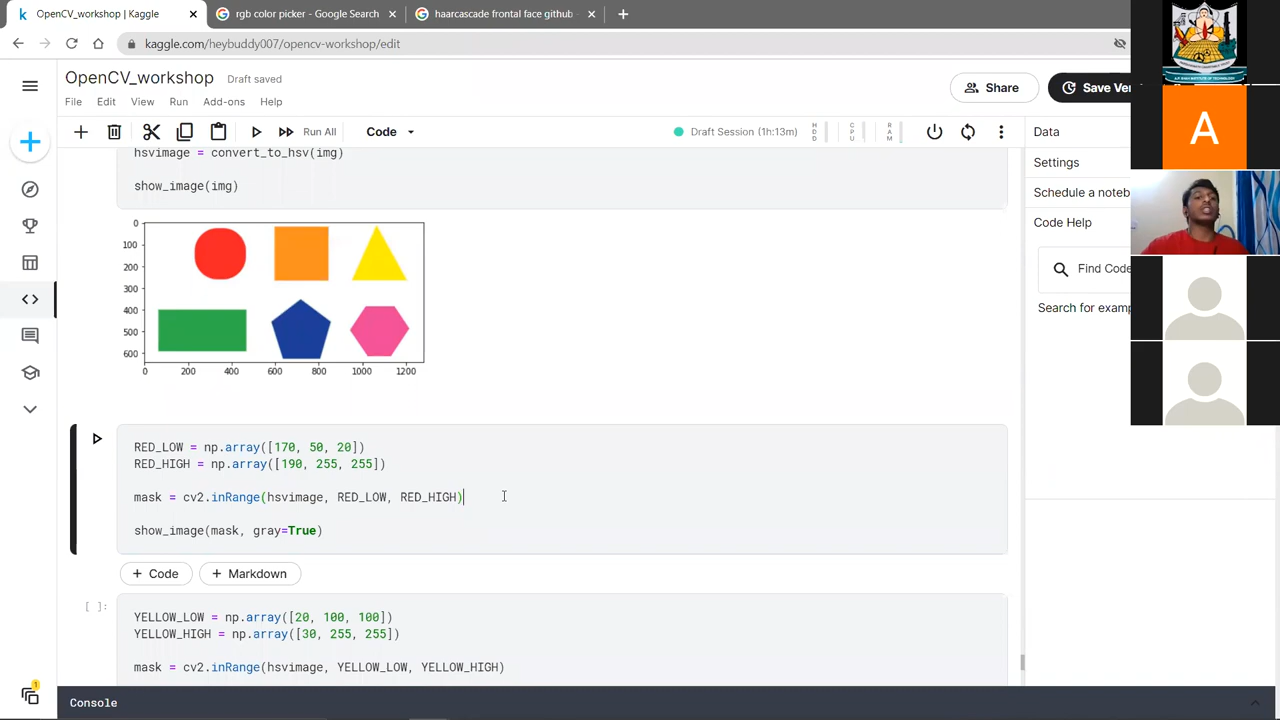 OpenCV_workshop | Kaggle
rgb color picker - Google Search
haarcascade frontal face github
kaggle.com/heybuddy007/opencv-workshop/edit
OpenCV_workshop
Draft saved
File
Edit
View
Run
Add-ons
Help
Share
Save Ver
Run All
Code
Draft Session (1h:13m)
HDD
CPU
RAM
Data
Settings
Schedule a noteb
Code Help
Find Code
Search for examp
hsvimage = convert_to_hsv(img)
show_image(img)
0
100
200
300
400
500
600
0 200 400 600 800 1000 1200
RED_LOW = np.array([170, 50, 20])
RED_HIGH = np.array([190, 255, 255])
mask = cv2.inRange(hsvimage, RED_LOW, RED_HIGH)
show_image(mask, gray=True)
+ Code
+ Markdown
[ ]:
YELLOW_LOW = np.array([20, 100, 100])
YELLOW_HIGH = np.array([30, 255, 255])
mask = cv2.inRange(hsvimage, YELLOW_LOW, YELLOW_HIGH)
Console
1
A